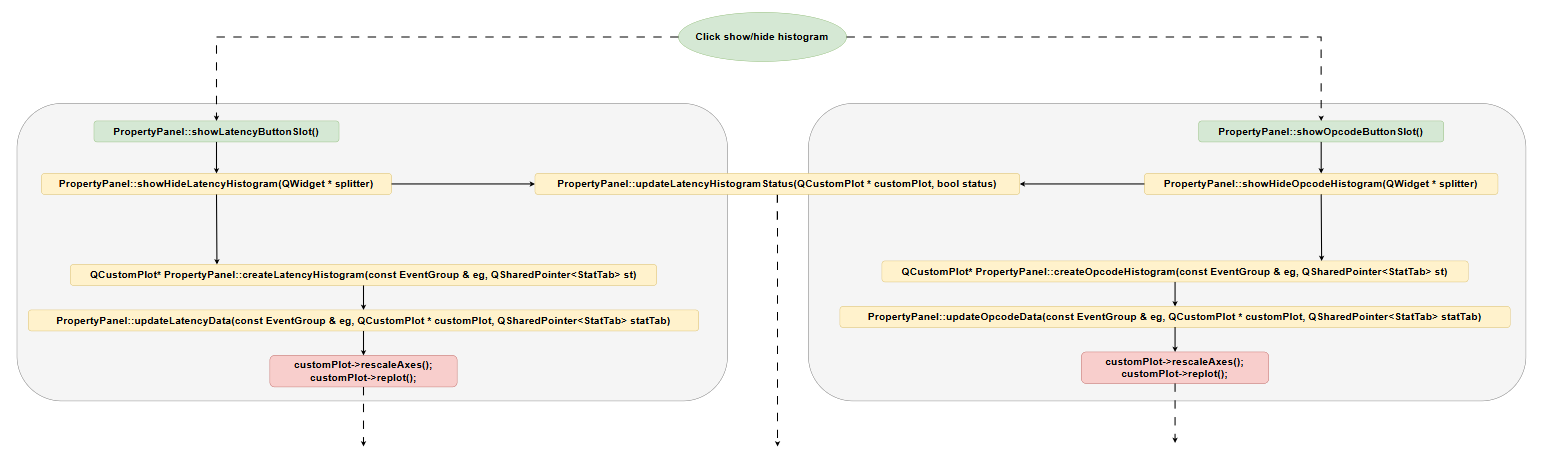 Click show/hide histogram
PropertyPanel::showLatencyButtonSlot()
PropertyPanel::showOpcodeButtonSlot()
PropertyPanel::showHideLatencyHistogram(QWidget * splitter)
PropertyPanel::updateLatencyHistogramStatus(QCustomPlot * customPlot, bool status)
PropertyPanel::showHideOpcodeHistogram(QWidget * splitter)
QCustomPlot* PropertyPanel::createLatencyHistogram(const EventGroup & eg, QSharedPointer<StatTab> st)
QCustomPlot* PropertyPanel::createOpcodeHistogram(const EventGroup & eg, QSharedPointer<StatTab> st)
PropertyPanel::updateLatencyData(const EventGroup & eg, QCustomPlot * customPlot, QSharedPointer<StatTab> statTab)
PropertyPanel::updateOpcodeData(const EventGroup & eg, QCustomPlot * customPlot, QSharedPointer<StatTab> statTab)
customPlot->rescaleAxes();
customPlot->replot();
customPlot->rescaleAxes();
customPlot->replot();